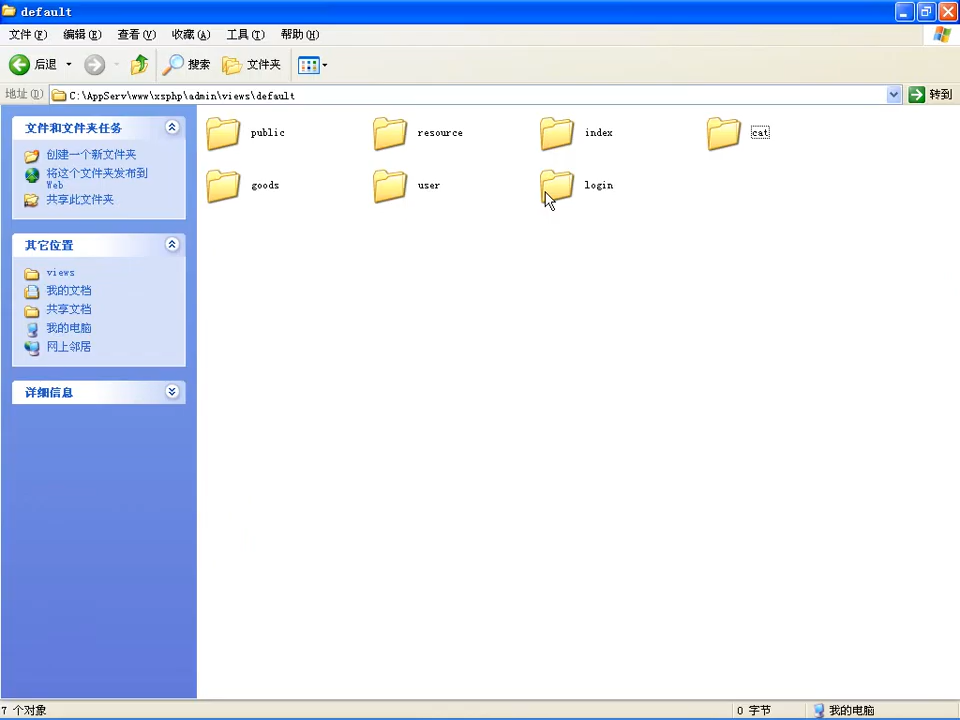 default
文件(F) 编辑(E) 查看(V) 收藏(A) 工具(T) 帮助(H)
后退 搜索 文件夹
地址(D) C:\AppServ\www\xsphp\admin\views\default 转到
文件和文件夹任务
创建一个新文件夹
将这个文件夹发布到
Web
共享此文件夹
其它位置
views
我的文档
共享文档
我的电脑
网上邻居
详细信息
public resource index cat
goods user login
7 个对象 0 字节 我的电脑